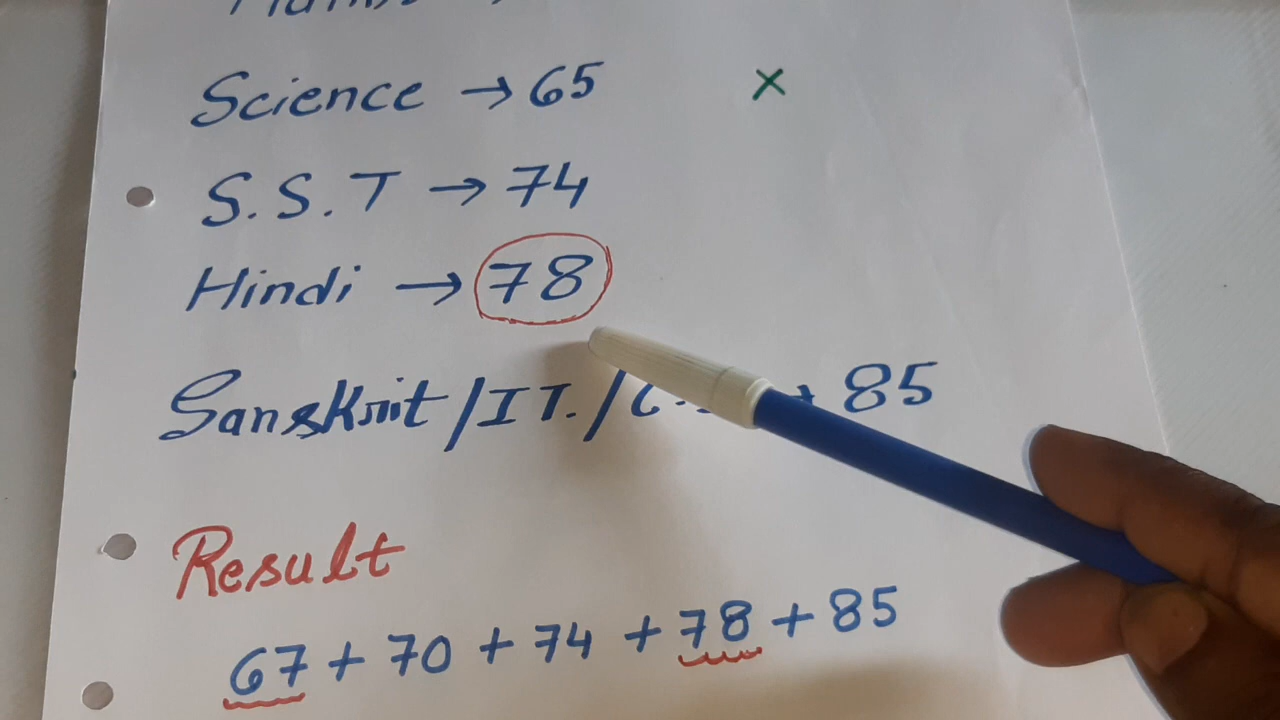 Science → 65 ×
S.S.T → 74
Hindi → 78
Sanskrit/IT./ → 85
Result
67 + 70 + 74 + 78 + 85